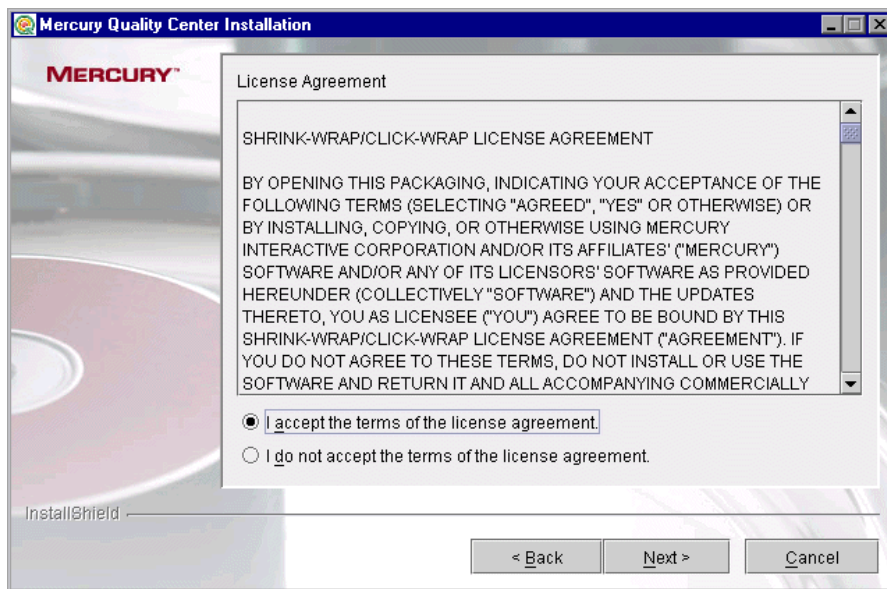 Mercury Quality Center Installation
MERCURY™
License Agreement
SHRINK-WRAP/CLICK-WRAP LICENSE AGREEMENT
BY OPENING THIS PACKAGING, INDICATING YOUR ACCEPTANCE OF THE
FOLLOWING TERMS (SELECTING "AGREED", "YES" OR OTHERWISE) OR
BY INSTALLING, COPYING, OR OTHERWISE USING MERCURY
INTERACTIVE CORPORATION AND/OR ITS AFFILIATES' ("MERCURY")
SOFTWARE AND/OR ANY OF ITS LICENSORS' SOFTWARE AS PROVIDED
HEREUNDER (COLLECTIVELY "SOFTWARE") AND THE UPDATES
THERETO, YOU AS LICENSEE ("YOU") AGREE TO BE BOUND BY THIS
SHRINK-WRAP/CLICK-WRAP LICENSE AGREEMENT ("AGREEMENT"). IF
YOU DO NOT AGREE TO THESE TERMS, DO NOT INSTALL OR USE THE
SOFTWARE AND RETURN IT AND ALL ACCOMPANYING COMMERCIALLY
I accept the terms of the license agreement.
I do not accept the terms of the license agreement.
InstallShield
< Back Next > Cancel